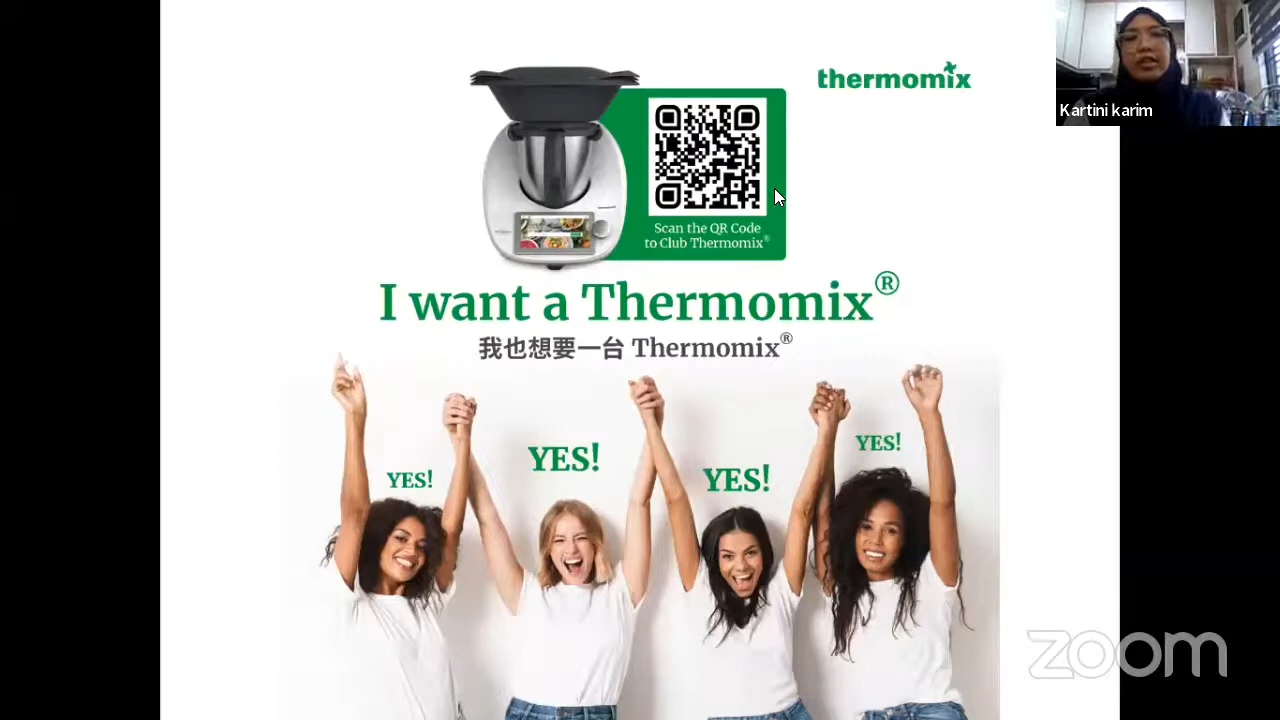 thermomix
Kartini karim
Scan the QR Code
to Club Thermomix®
I want a Thermomix®
我也想要一台 Thermomix®
YES!
YES!
YES!
YES!
zoom